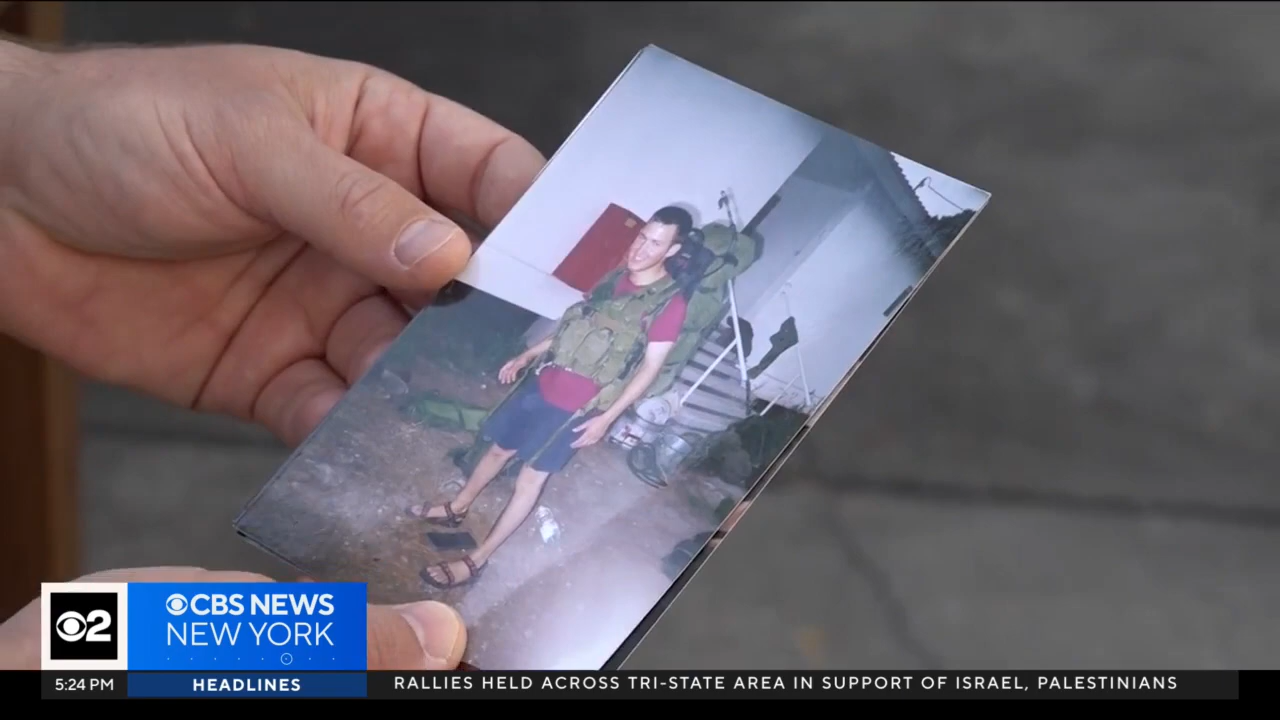 2
CBS NEWS
NEW YORK
5:24 PM
HEADLINES
RALLIES HELD ACROSS TRI-STATE AREA IN SUPPORT OF ISRAEL, PALESTINIANS